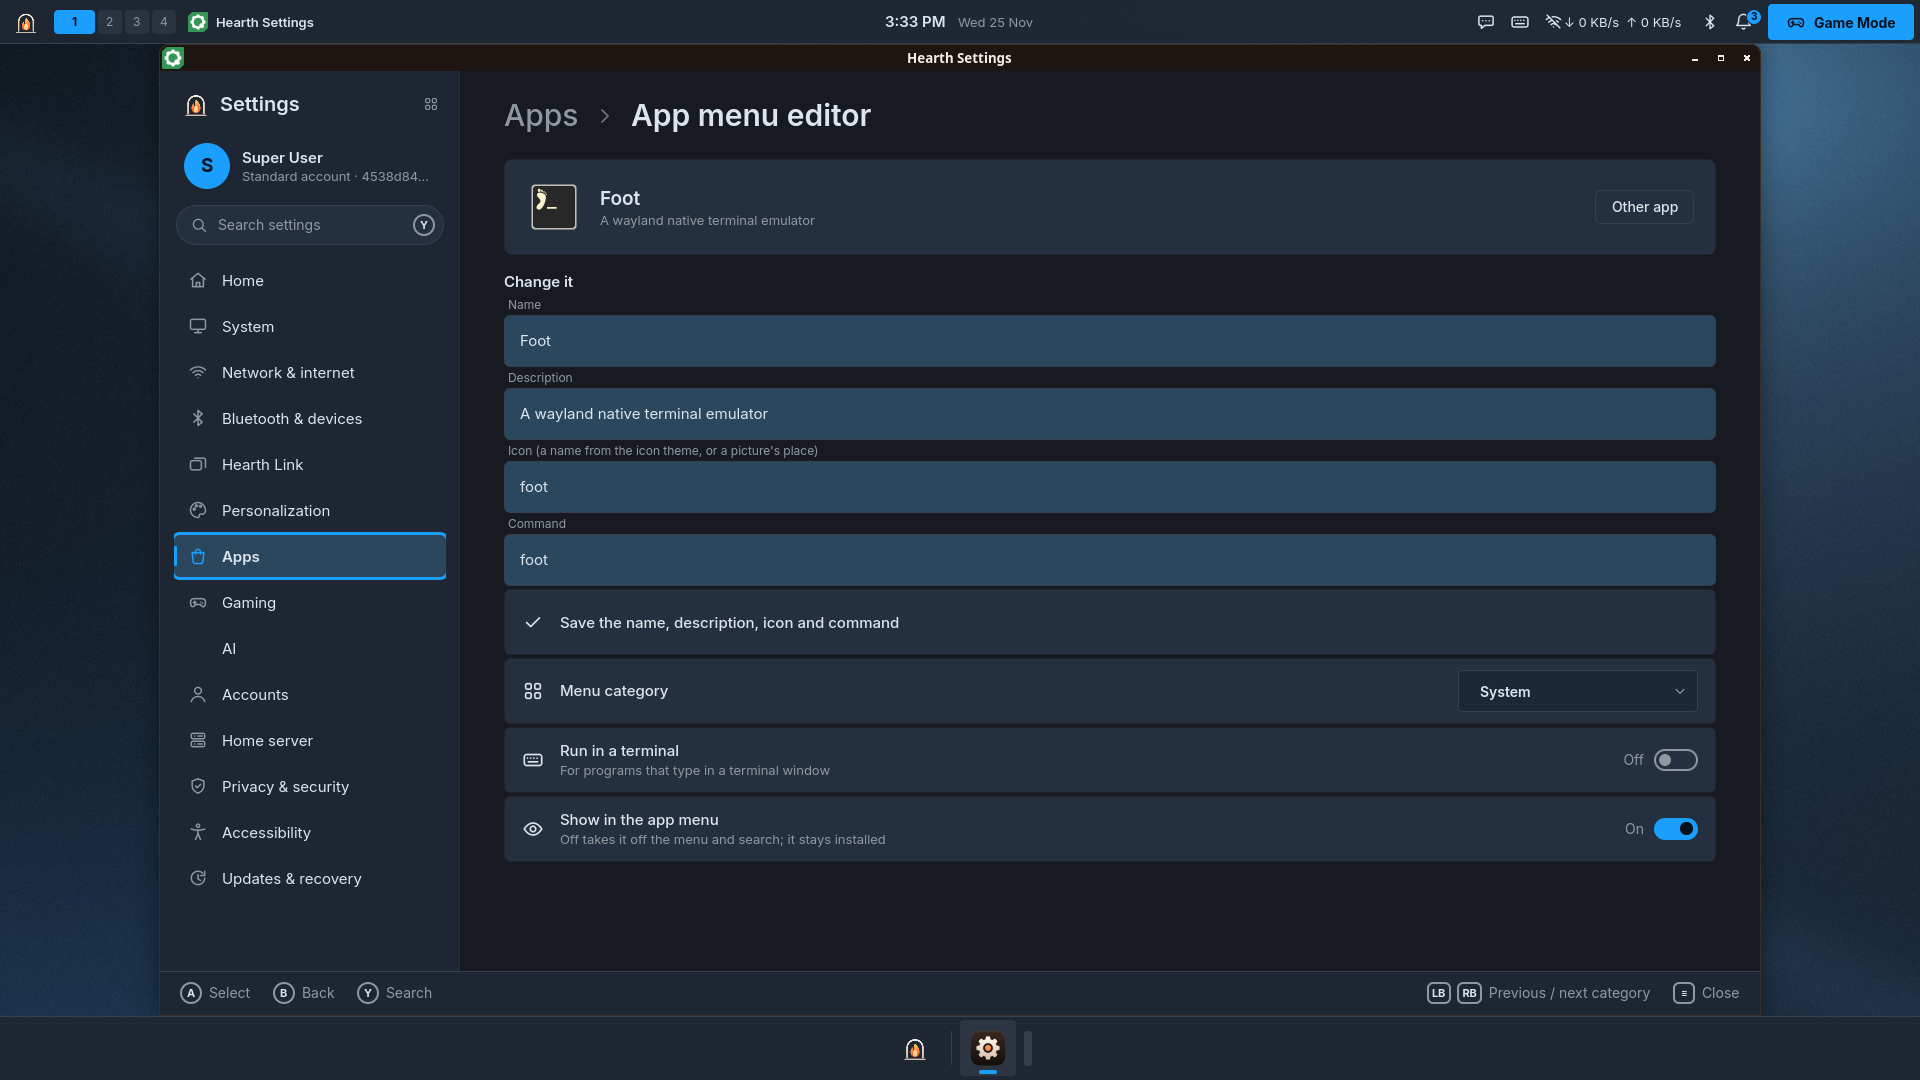 1 2 3 4 Hearth Settings
3:33 PM Wed 25 Nov
↓ 0 KB/s ↑ 0 KB/s
3
Game Mode
Hearth Settings
Settings
S
Super User
Standard account · 4538d84...
Search settings Y
Home
System
Network & internet
Bluetooth & devices
Hearth Link
Personalization
Apps
Gaming
AI
Accounts
Home server
Privacy & security
Accessibility
Updates & recovery
Apps > App menu editor
Foot
A wayland native terminal emulator
Other app
Change it
Name
Foot
Description
A wayland native terminal emulator
Icon (a name from the icon theme, or a picture's place)
foot
Command
foot
Save the name, description, icon and command
Menu category
System
Run in a terminal
For programs that type in a terminal window
Off
Show in the app menu
Off takes it off the menu and search; it stays installed
On
A Select B Back Y Search
LB RB Previous / next category ≡ Close